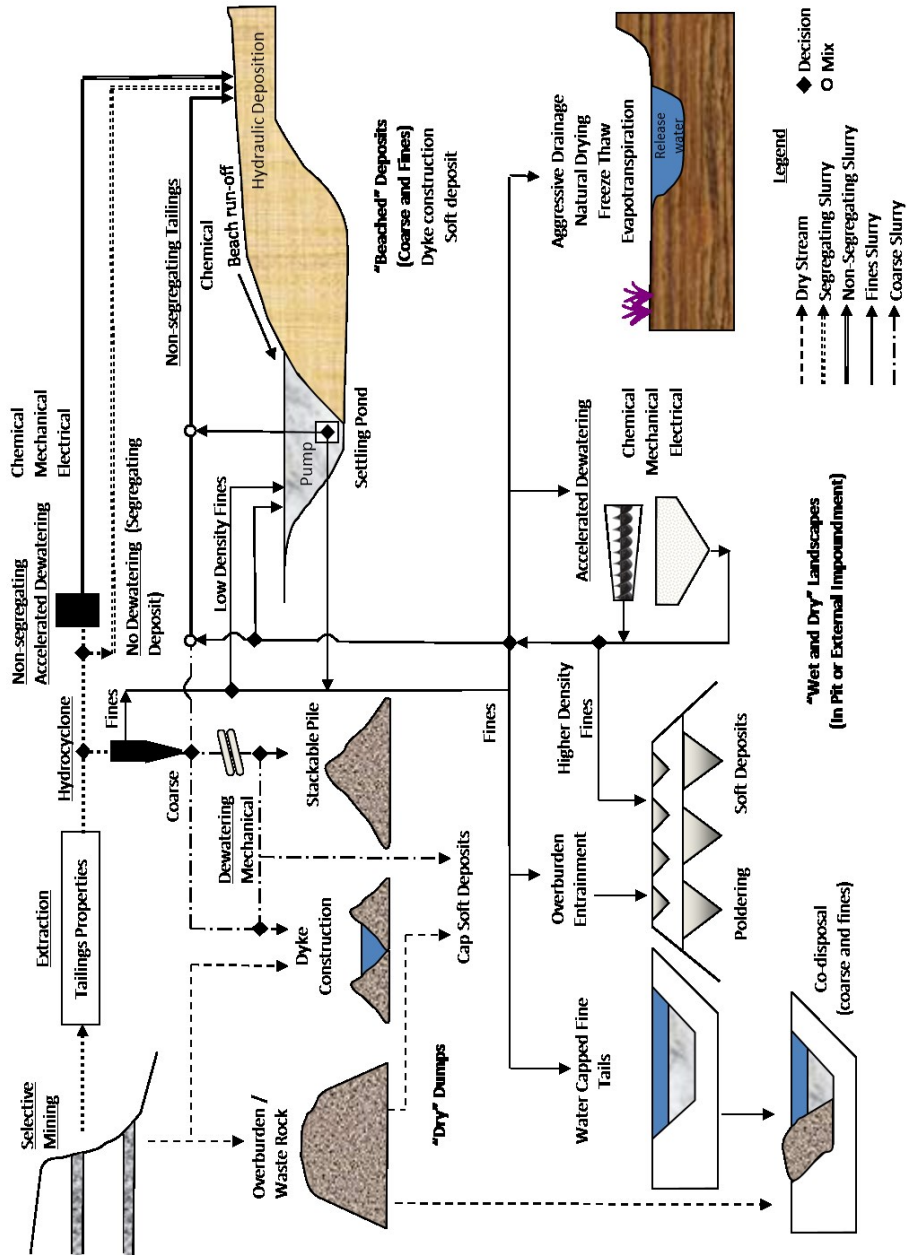 Selective
Mining
Extraction
Tailings Properties
Hydrocyclone
Fines
Non-segregating
Accelerated Dewatering
Chemical
Mechanical
Electrical
No Dewatering (Segregating
Deposit)
Non-segregating Tailings
Chemical
Beach run-off
Hydraulic Deposition
Low Density Fines
Pump
Settling Pond
"Beached" Deposits
(Coarse and Fines)
Dyke construction
Soft deposit
Coarse
Dewatering
Mechanical
Stackable Pile
Dyke
Construction
Cap Soft Deposits
Overburden /
Waste Rock
"Dry" Dumps
Fines
Water Capped Fine
Tails
Overburden
Entrainment
Higher Density
Fines
Accelerated Dewatering
Chemical
Mechanical
Electrical
Aggressive Drainage
Natural Drying
Freeze Thaw
Evapotranspiration
Release
water
Poldering
Soft Deposits
Co-disposal
(coarse and fines)
"Wet and Dry" Landscapes
(In Pit or External Impoundment)
Legend
Dry Stream
Segregating Slurry
Non-Segregating Slurry
Fines Slurry
Coarse Slurry
Decision
Mix